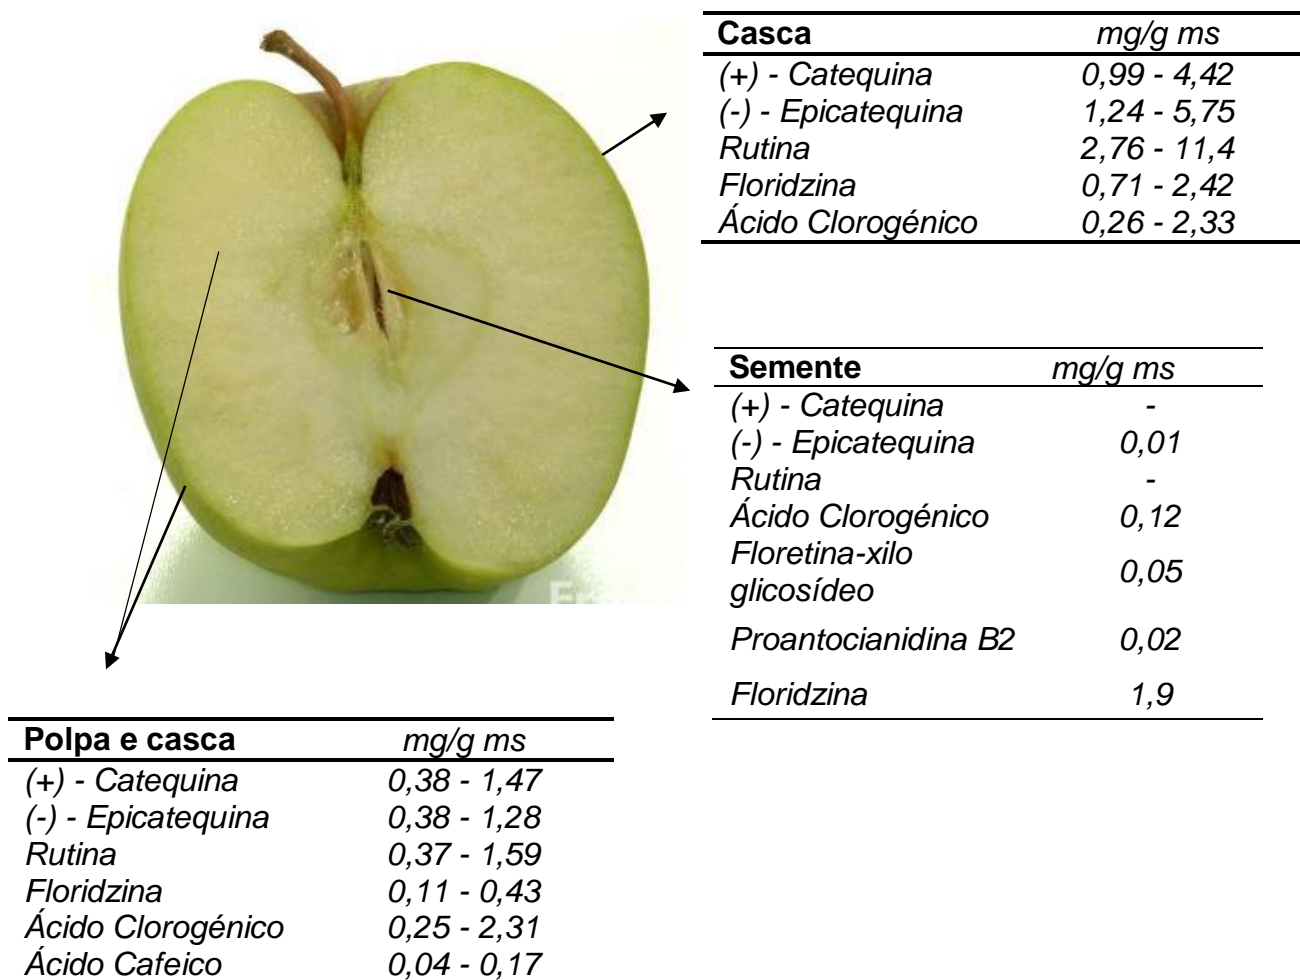 Casca mg/g ms
(+) - Catequina 0,99 - 4,42
(-) - Epicatequina 1,24 - 5,75
Rutina 2,76 - 11,4
Floridzina 0,71 - 2,42
Ácido Clorogénico 0,26 - 2,33
Semente mg/g ms
(+) - Catequina -
(-) - Epicatequina 0,01
Rutina -
Ácido Clorogénico 0,12
Floretina-xilo
glicosídeo 0,05
Proantocianidina B2 0,02
Floridzina 1,9
Polpa e casca mg/g ms
(+) - Catequina 0,38 - 1,47
(-) - Epicatequina 0,38 - 1,28
Rutina 0,37 - 1,59
Floridzina 0,11 - 0,43
Ácido Clorogénico 0,25 - 2,31
Ácido Cafeico 0,04 - 0,17